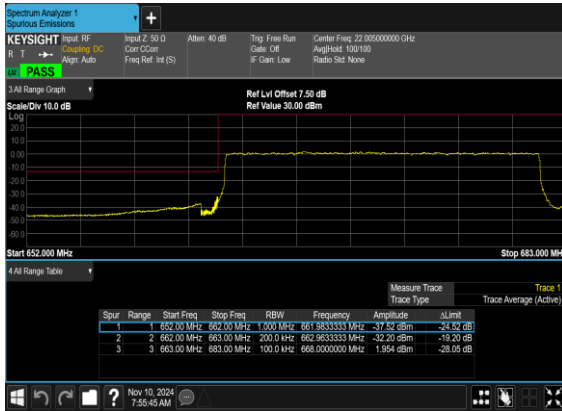 Spectrum Analyzer 1
Spurious Emissions
+
KEYSIGHT Input: RF Input Z: 50 Ω Atten: 40 dB Trig: Free Run Center Freq: 22.005000000 GHz
R T Coupling: DC Corr CCorr Gate: Off Avg|Hold: 100/100
Align: Auto Freq Ref: Int (S) IF Gain: Low Radio Std: None
LXI PASS
3 All Range Graph
Scale/Div 10.0 dB Ref Lvl Offset 7.50 dB
Ref Value 30.00 dBm
Log
20.0
10.0
0.00
-10.0
-20.0
-30.0
-40.0
-50.0
-60.0
Start 652.000 MHz Stop 683.000 MH
4 All Range Table
Measure Trace Trace 1
Trace Type Trace Average (Active)
Spur Range Start Freq Stop Freq RBW Frequency Amplitude ΔLimit
1 1 652.00 MHz 662.00 MHz 1.000 MHz 661.9833333 MHz -37.52 dBm -24.52 dB
2 2 662.00 MHz 663.00 MHz 200.0 kHz 662.9633333 MHz -32.20 dBm -19.20 dB
3 3 663.00 MHz 683.00 MHz 100.0 kHz 668.0000000 MHz 1.954 dBm -28.05 dB
? Nov 10, 2024
7:55:45 AM